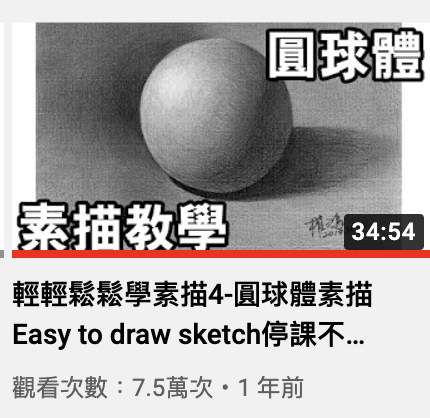 圓球體
素描教學
34:54
輕輕鬆鬆學素描4-圓球體素描
Easy to draw sketch停課不...
觀看次數：7.5萬次・1 年前